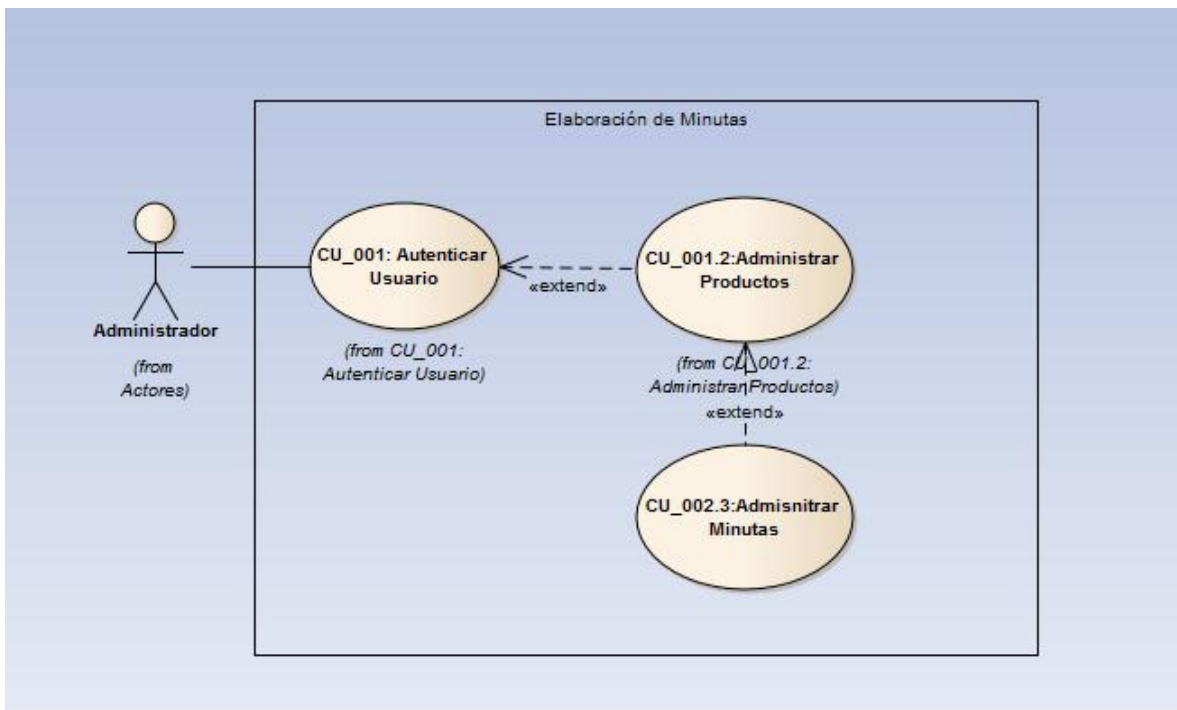 Elaboración de Minutas
CU_001: Autenticar
Usuario
«extend»
CU_001.2:Administrar
Productos
Administrador
(from
Actores)
(from CU_001:
Autenticar Usuario)
(from CU_001.2:
Administrar Productos)
«extend»
CU_002.3:Admisnitrar
Minutas